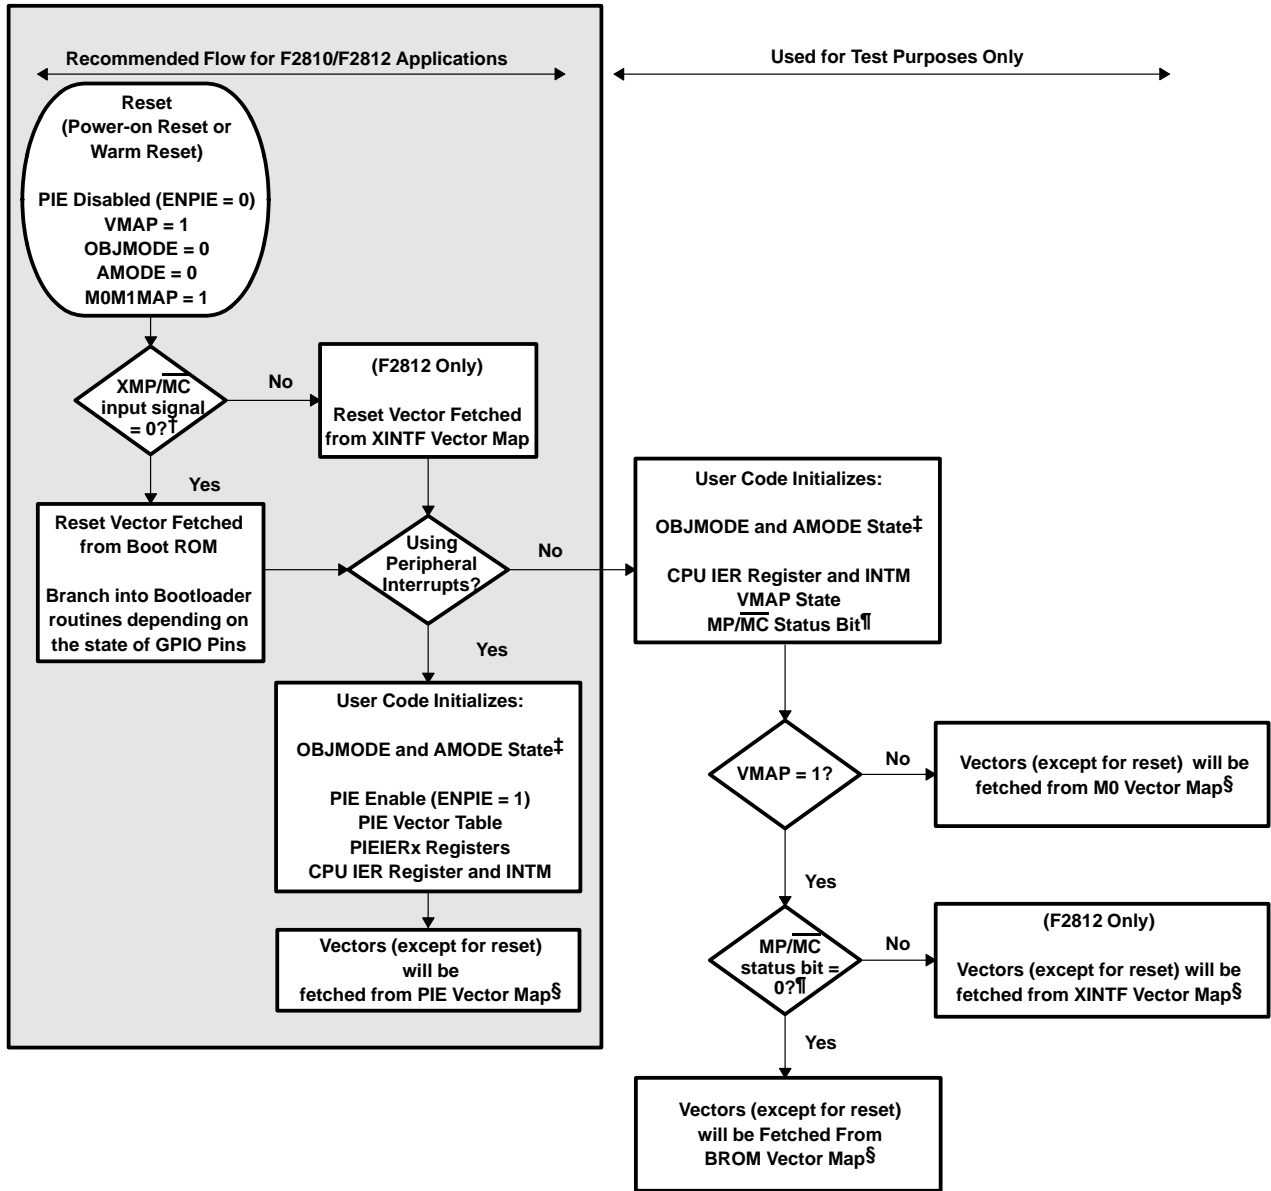 Recommended Flow for F2810/F2812 Applications
Used for Test Purposes Only
Reset
(Power-on Reset or
Warm Reset)
PIE Disabled (ENPIE = 0)
VMAP = 1
OBJMODE = 0
AMODE = 0
M0M1MAP = 1
XMP/M̅C̅
input signal
= 0?†
No
(F2812 Only)
Reset Vector Fetched
from XINTF Vector Map
Yes
Reset Vector Fetched
from Boot ROM
Branch into Bootloader
routines depending on
the state of GPIO Pins
Using
Peripheral
Interrupts?
No
User Code Initializes:
OBJMODE and AMODE State‡
CPU IER Register and INTM
VMAP State
MP/M̅C̅ Status Bit¶
Yes
User Code Initializes:
OBJMODE and AMODE State‡
PIE Enable (ENPIE = 1)
PIE Vector Table
PIEIERx Registers
CPU IER Register and INTM
Vectors (except for reset)
will be
fetched from PIE Vector Map§
VMAP = 1?
No
Vectors (except for reset) will be
fetched from M0 Vector Map§
Yes
MP/M̅C̅
status bit =
0?¶
No
(F2812 Only)
Vectors (except for reset) will be
fetched from XINTF Vector Map§
Yes
Vectors (except for reset)
will be Fetched From
BROM Vector Map§